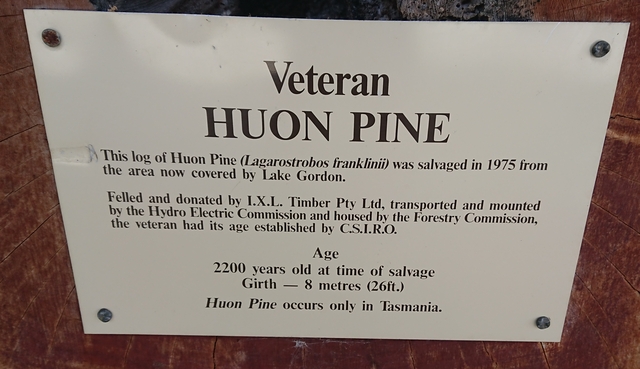 Veteran
HUON PINE
This log of Huon Pine (Lagarostrobos franklinii) was salvaged in 1975 from
the area now covered by Lake Gordon.
Felled and donated by I.X.L. Timber Pty Ltd, transported and mounted
by the Hydro Electric Commission and housed by the Forestry Commission,
the veteran had its age established by C.S.I.R.O.
Age
2200 years old at time of salvage
Girth — 8 metres (26ft.)
Huon Pine occurs only in Tasmania.